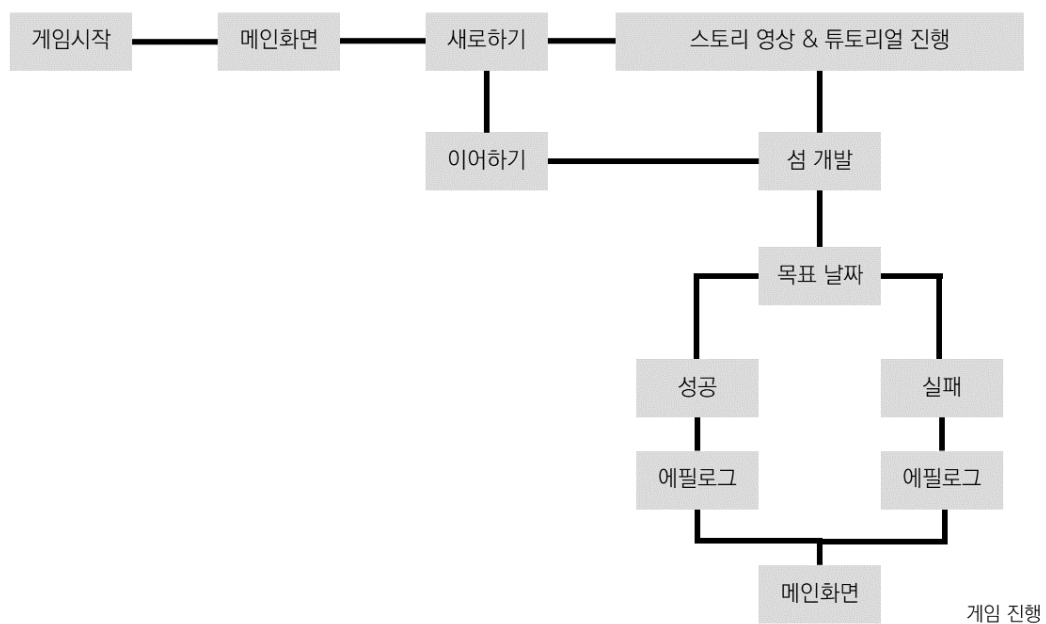 게임시작
메인화면
새로하기
스토리 영상 & 튜토리얼 진행
이어하기
섬 개발
목표 날짜
성공
실패
에필로그
에필로그
메인화면
게임 진행